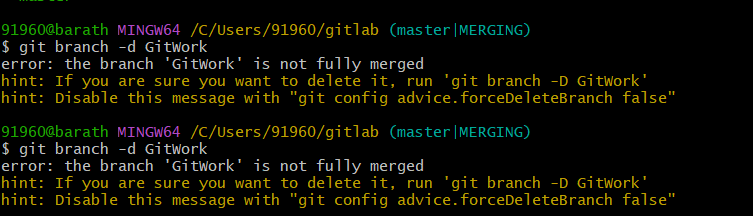 91960@barath MINGW64 /C/Users/91960/gitlab (master|MERGING)
$ git branch -d GitWork
error: the branch 'GitWork' is not fully merged
hint: If you are sure you want to delete it, run 'git branch -D GitWork'
hint: Disable this message with "git config advice.forceDeleteBranch false"
91960@barath MINGW64 /C/Users/91960/gitlab (master|MERGING)
$ git branch -d GitWork
error: the branch 'GitWork' is not fully merged
hint: If you are sure you want to delete it, run 'git branch -D GitWork'
hint: Disable this message with "git config advice.forceDeleteBranch false"